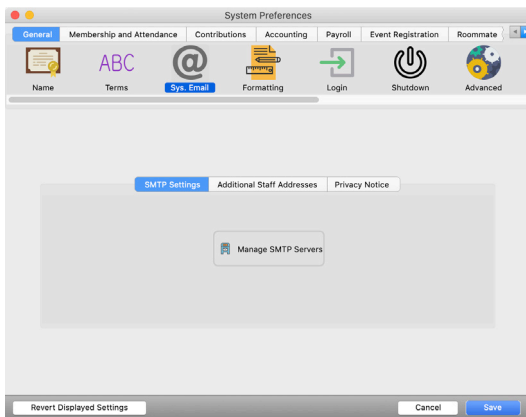 System Preferences
General Membership and Attendance Contributions Accounting Payroll Event Registration Roommate
ABC
Name Terms Sys. Email Formatting Login Shutdown Advanced
SMTP Settings Additional Staff Addresses Privacy Notice
Manage SMTP Servers
Revert Displayed Settings Cancel Save